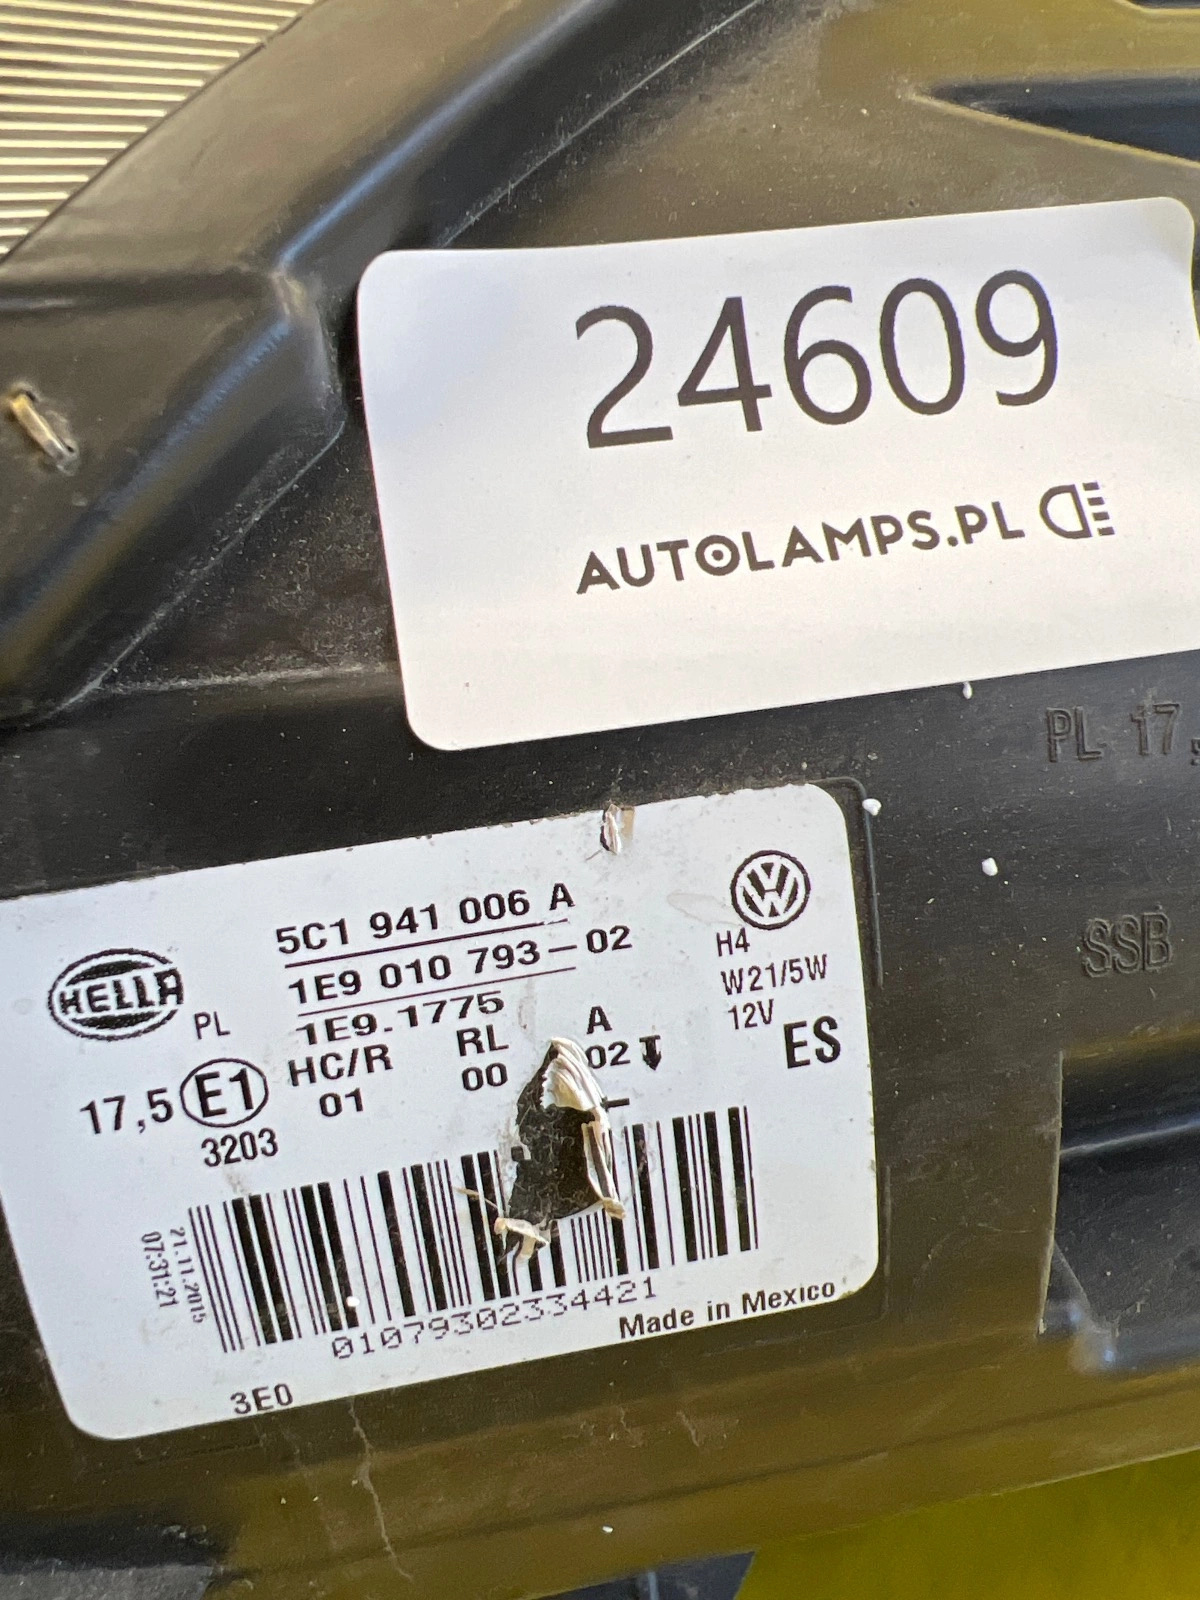 24609
AUTOLAMPS.PL
PL 17,
SSB
5C1 941 006 A
1E9 010 793-02
1E9.1775
HELLA
PL
HC/R RL A
01 00 02
17,5 E1
3203
H4
W21/5W
12V
ES
21.11.2015
07:31:21
01079302334421
Made in Mexico
3E0